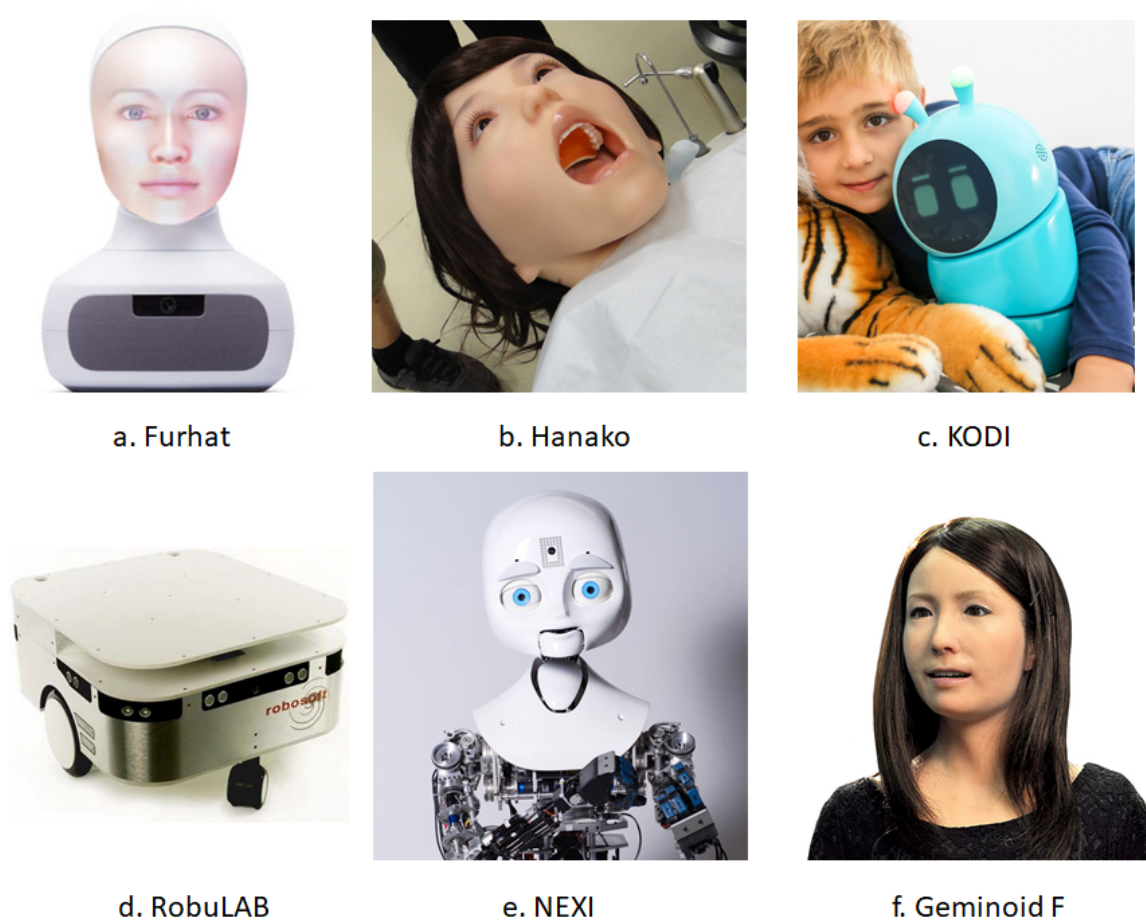 a. Furhat
b. Hanako
c. KODI
robosoft
d. RobuLAB
e. NEXI
f. Geminoid F